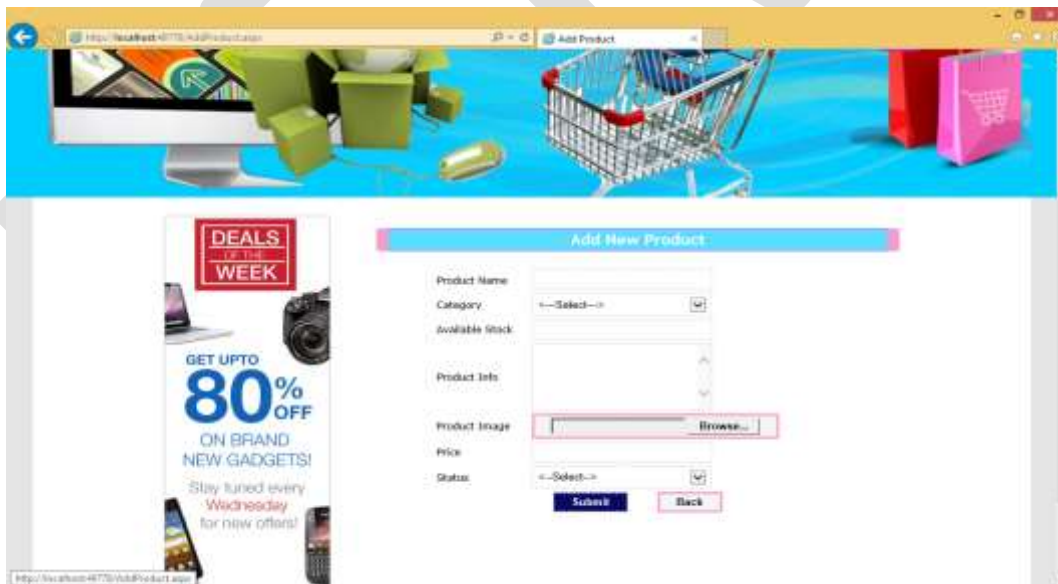 Add Product
DEALS
OF THE
WEEK
GET UPTO
80%
OFF
ON BRAND
NEW GADGETS!
Stay tuned every
Wednesday
for new offers!
Add New Product
Product Name
Category <--Select-->
Available Stock
Product Info
Product Image Browse...
Price
Status <--Select-->
Submit Back